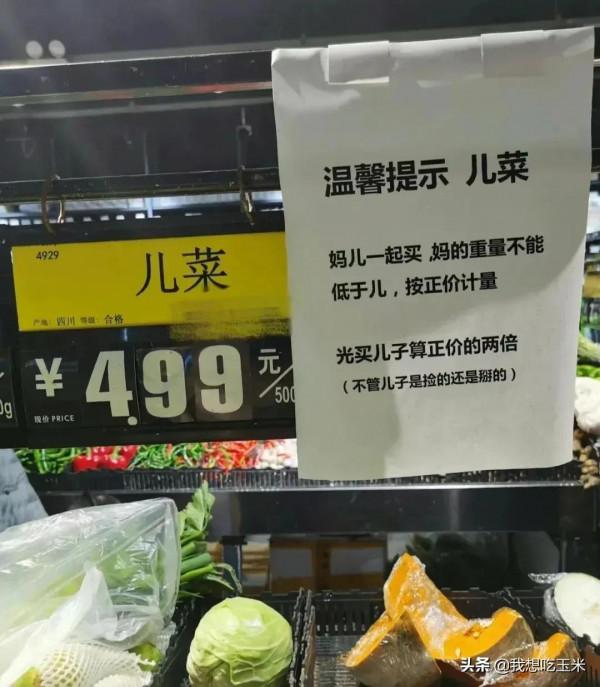 温馨提示 儿菜
妈儿一起买,妈的重量不能
低于儿，按正价计量
光买儿子算正价的两倍
（不管儿子是捡的还是掰的）
4929
儿菜
产地: 四川 等级: 合格
¥ 4.99 元/500
现价 PRICE
0g
头条 @我想吃玉米